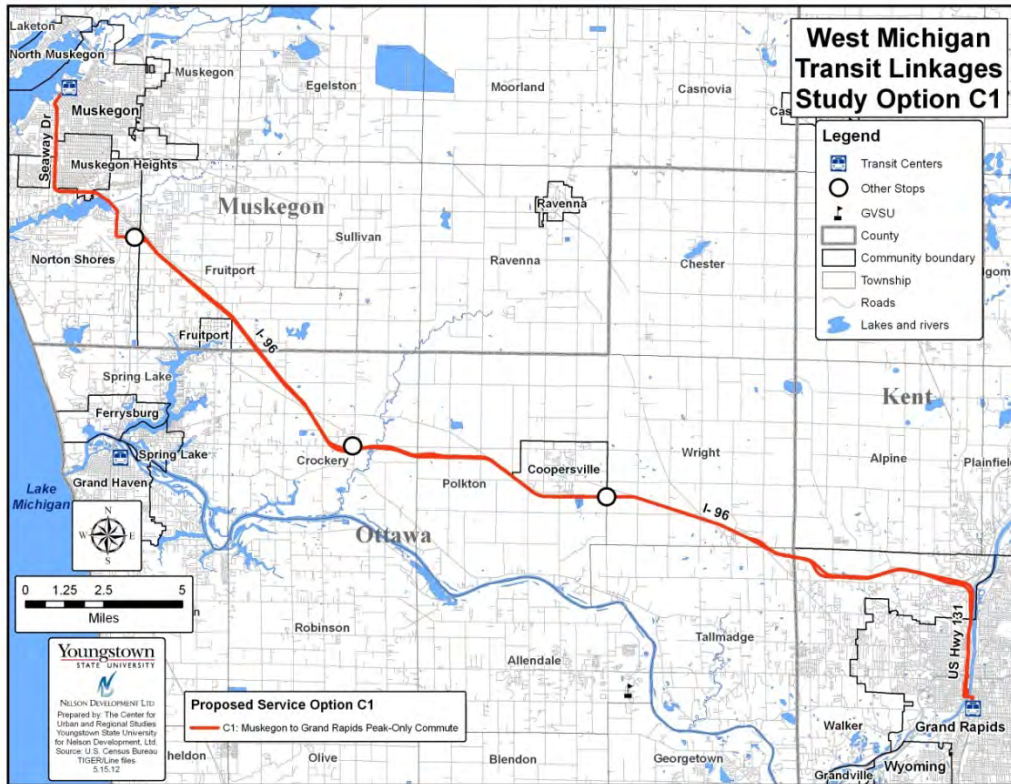 West Michigan
Transit Linkages
Study Option C1
Legend
Transit Centers
Other Stops
GVSU
County
Community boundary
Township
Roads
Lakes and rivers
Laketon
North Muskegon
Muskegon
Egelston
Moorland
Casnovia
Muskegon
Seaway Dr
Muskegon Heights
Muskegon
Ravenna
Sullivan
Ravenna
Chester
Norton Shores
Fruitport
Fruitport
I- 96
Spring Lake
Kent
Ferrysburg
Spring Lake
Grand Haven
Crockery
Polkton
Coopersville
Wright
Alpine
Plainfield
Lake
Michigan
I- 96
Ottawa
N
W
E
S
0 1.25 2.5 5
Miles
Robinson
Allendale
Tallmadge
US Hwy 131
Walker
Grand Rapids
Youngstown
STATE UNIVERSITY
NELSON DEVELOPMENT LTD
Prepared by: The Center for
Urban and Regional Studies
Youngstown State University
for Nelson Development, Ltd.
Source: U.S. Census Bureau
TIGER/Line files
5.15.12
Proposed Service Option C1
C1: Muskegon to Grand Rapids Peak-Only Commute
heldon
Olive
Blendon
Georgetown
Grandville
Wyoming